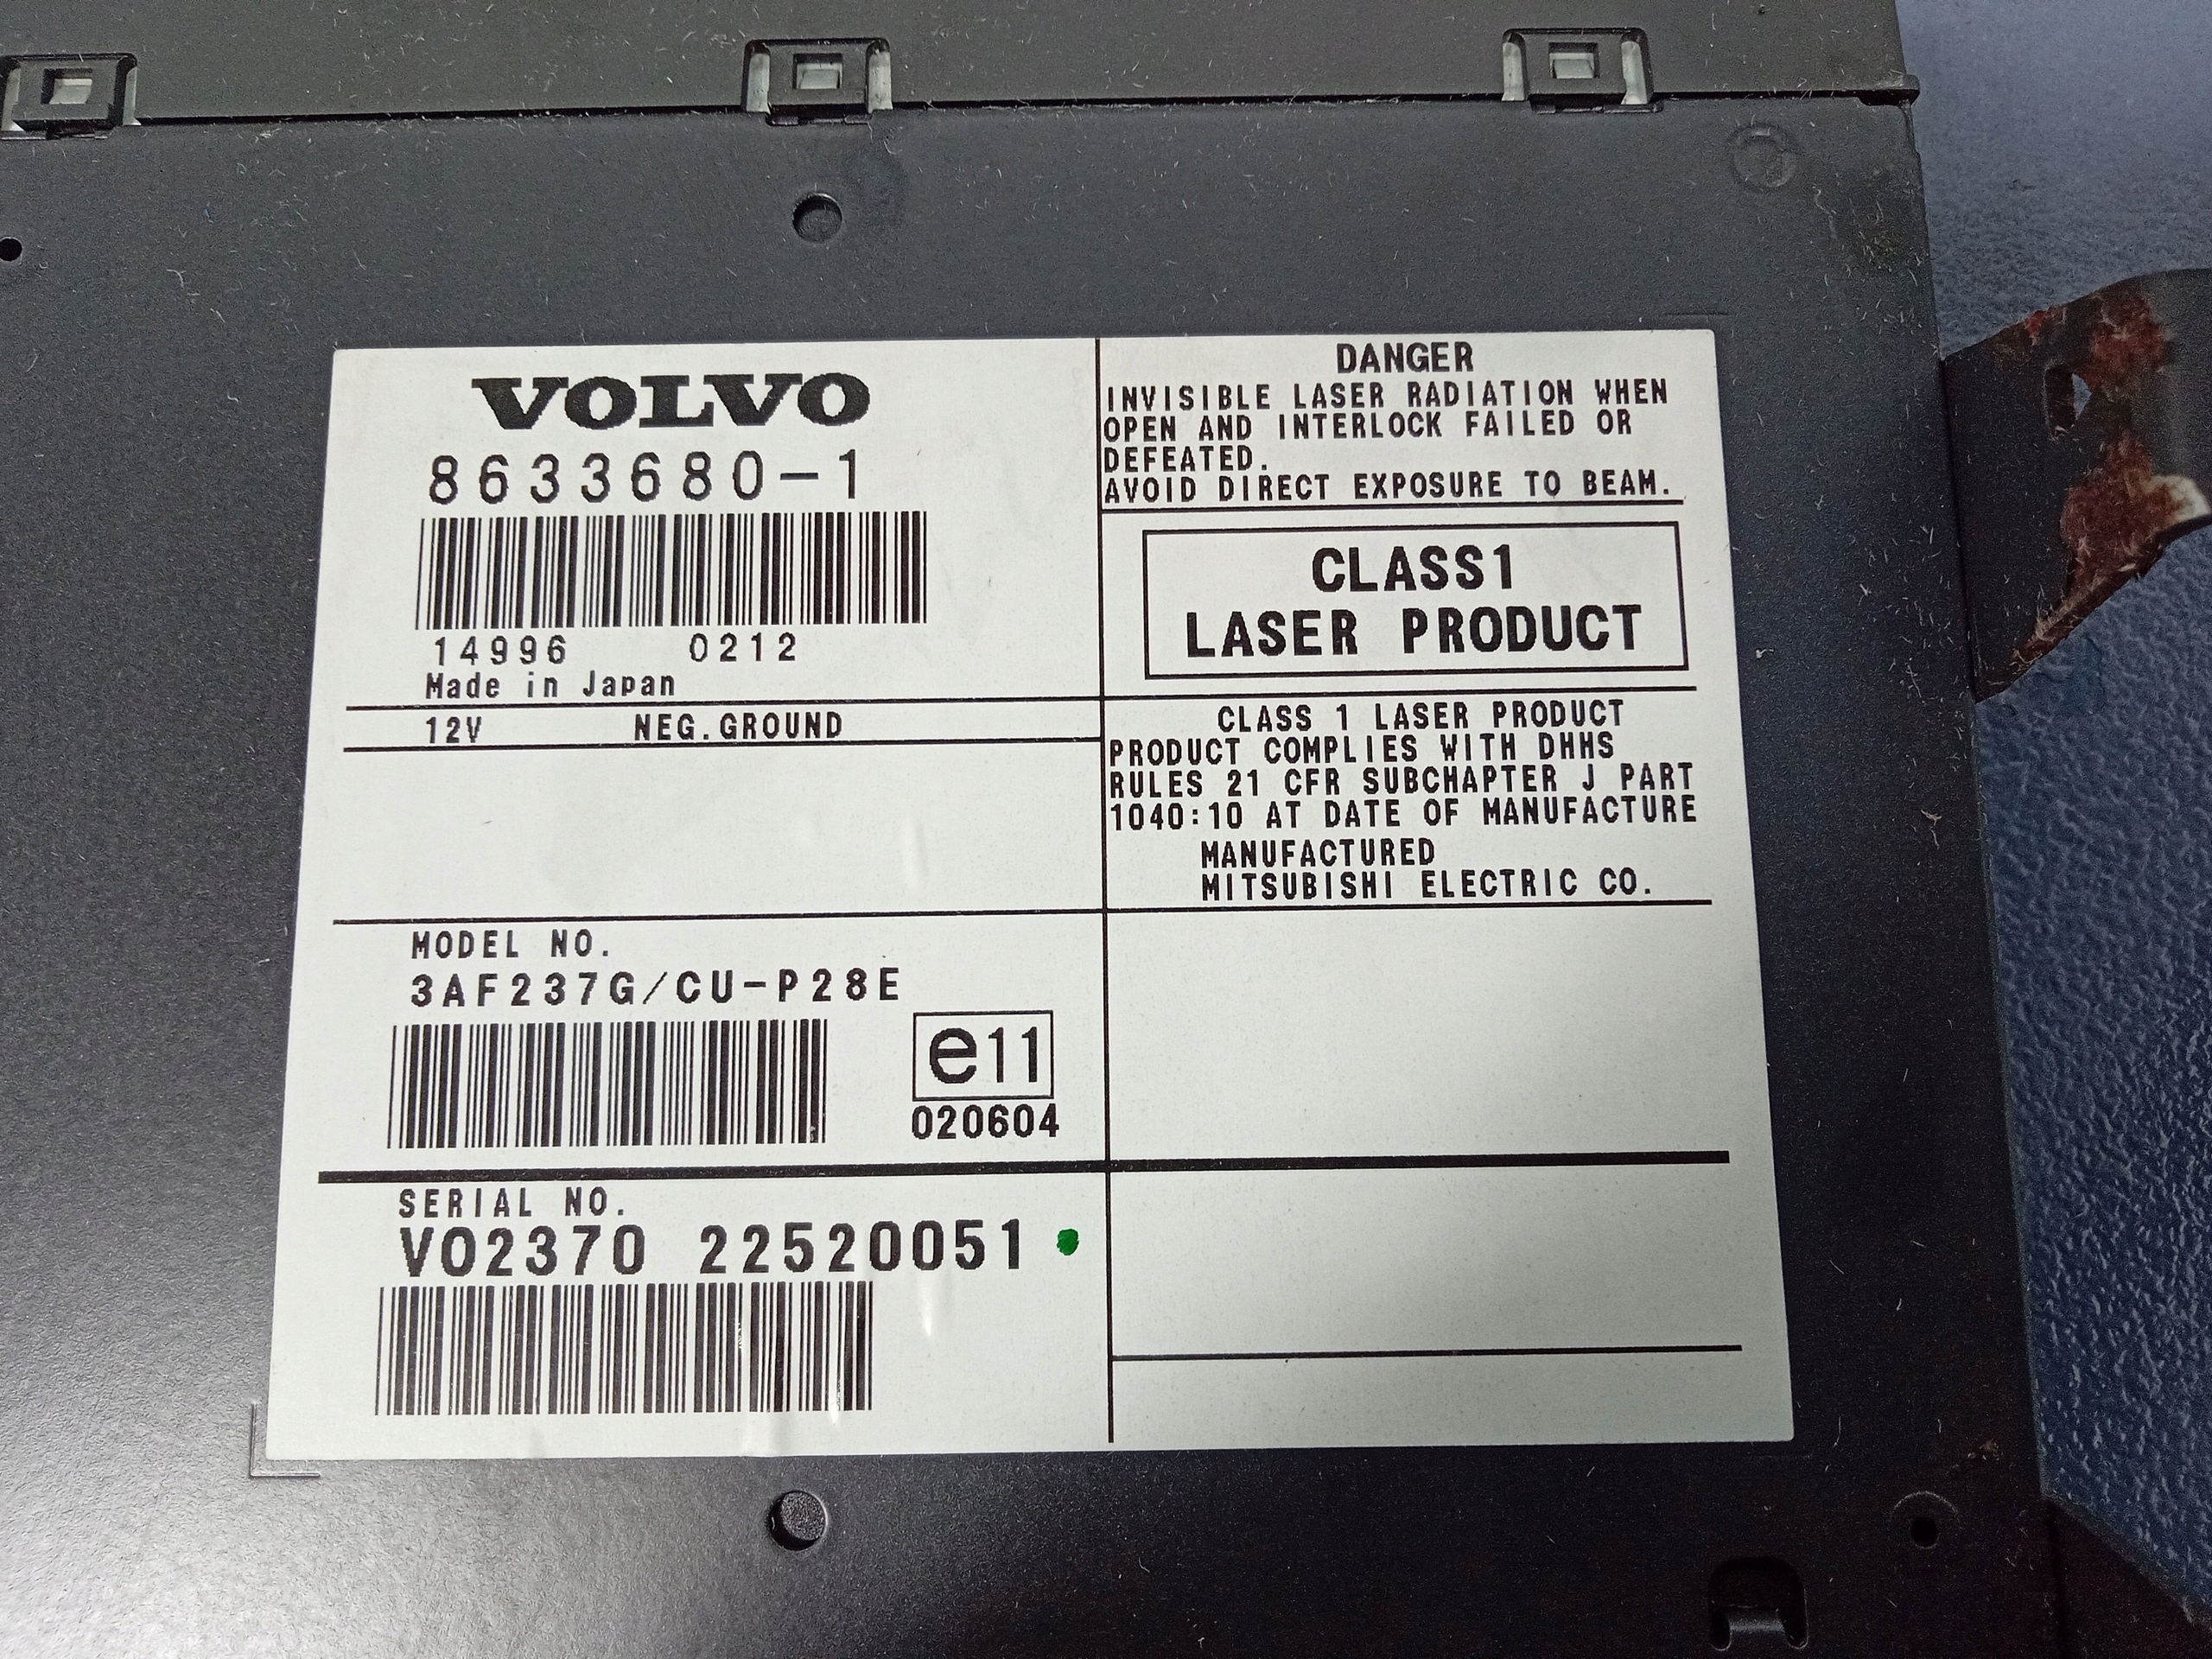 VOLVO
8633680-1
14996 0212
Made in Japan
12V NEG.GROUND
MODEL NO.
3AF237G/CU-P28E
e11
020604
SERIAL NO.
VO2370 22520051
DANGER
INVISIBLE LASER RADIATION WHEN
OPEN AND INTERLOCK FAILED OR
DEFEATED.
AVOID DIRECT EXPOSURE TO BEAM.
CLASS1
LASER PRODUCT
CLASS 1 LASER PRODUCT
PRODUCT COMPLIES WITH DHHS
RULES 21 CFR SUBCHAPTER J PART
1040:10 AT DATE OF MANUFACTURE
MANUFACTURED
MITSUBISHI ELECTRIC CO.